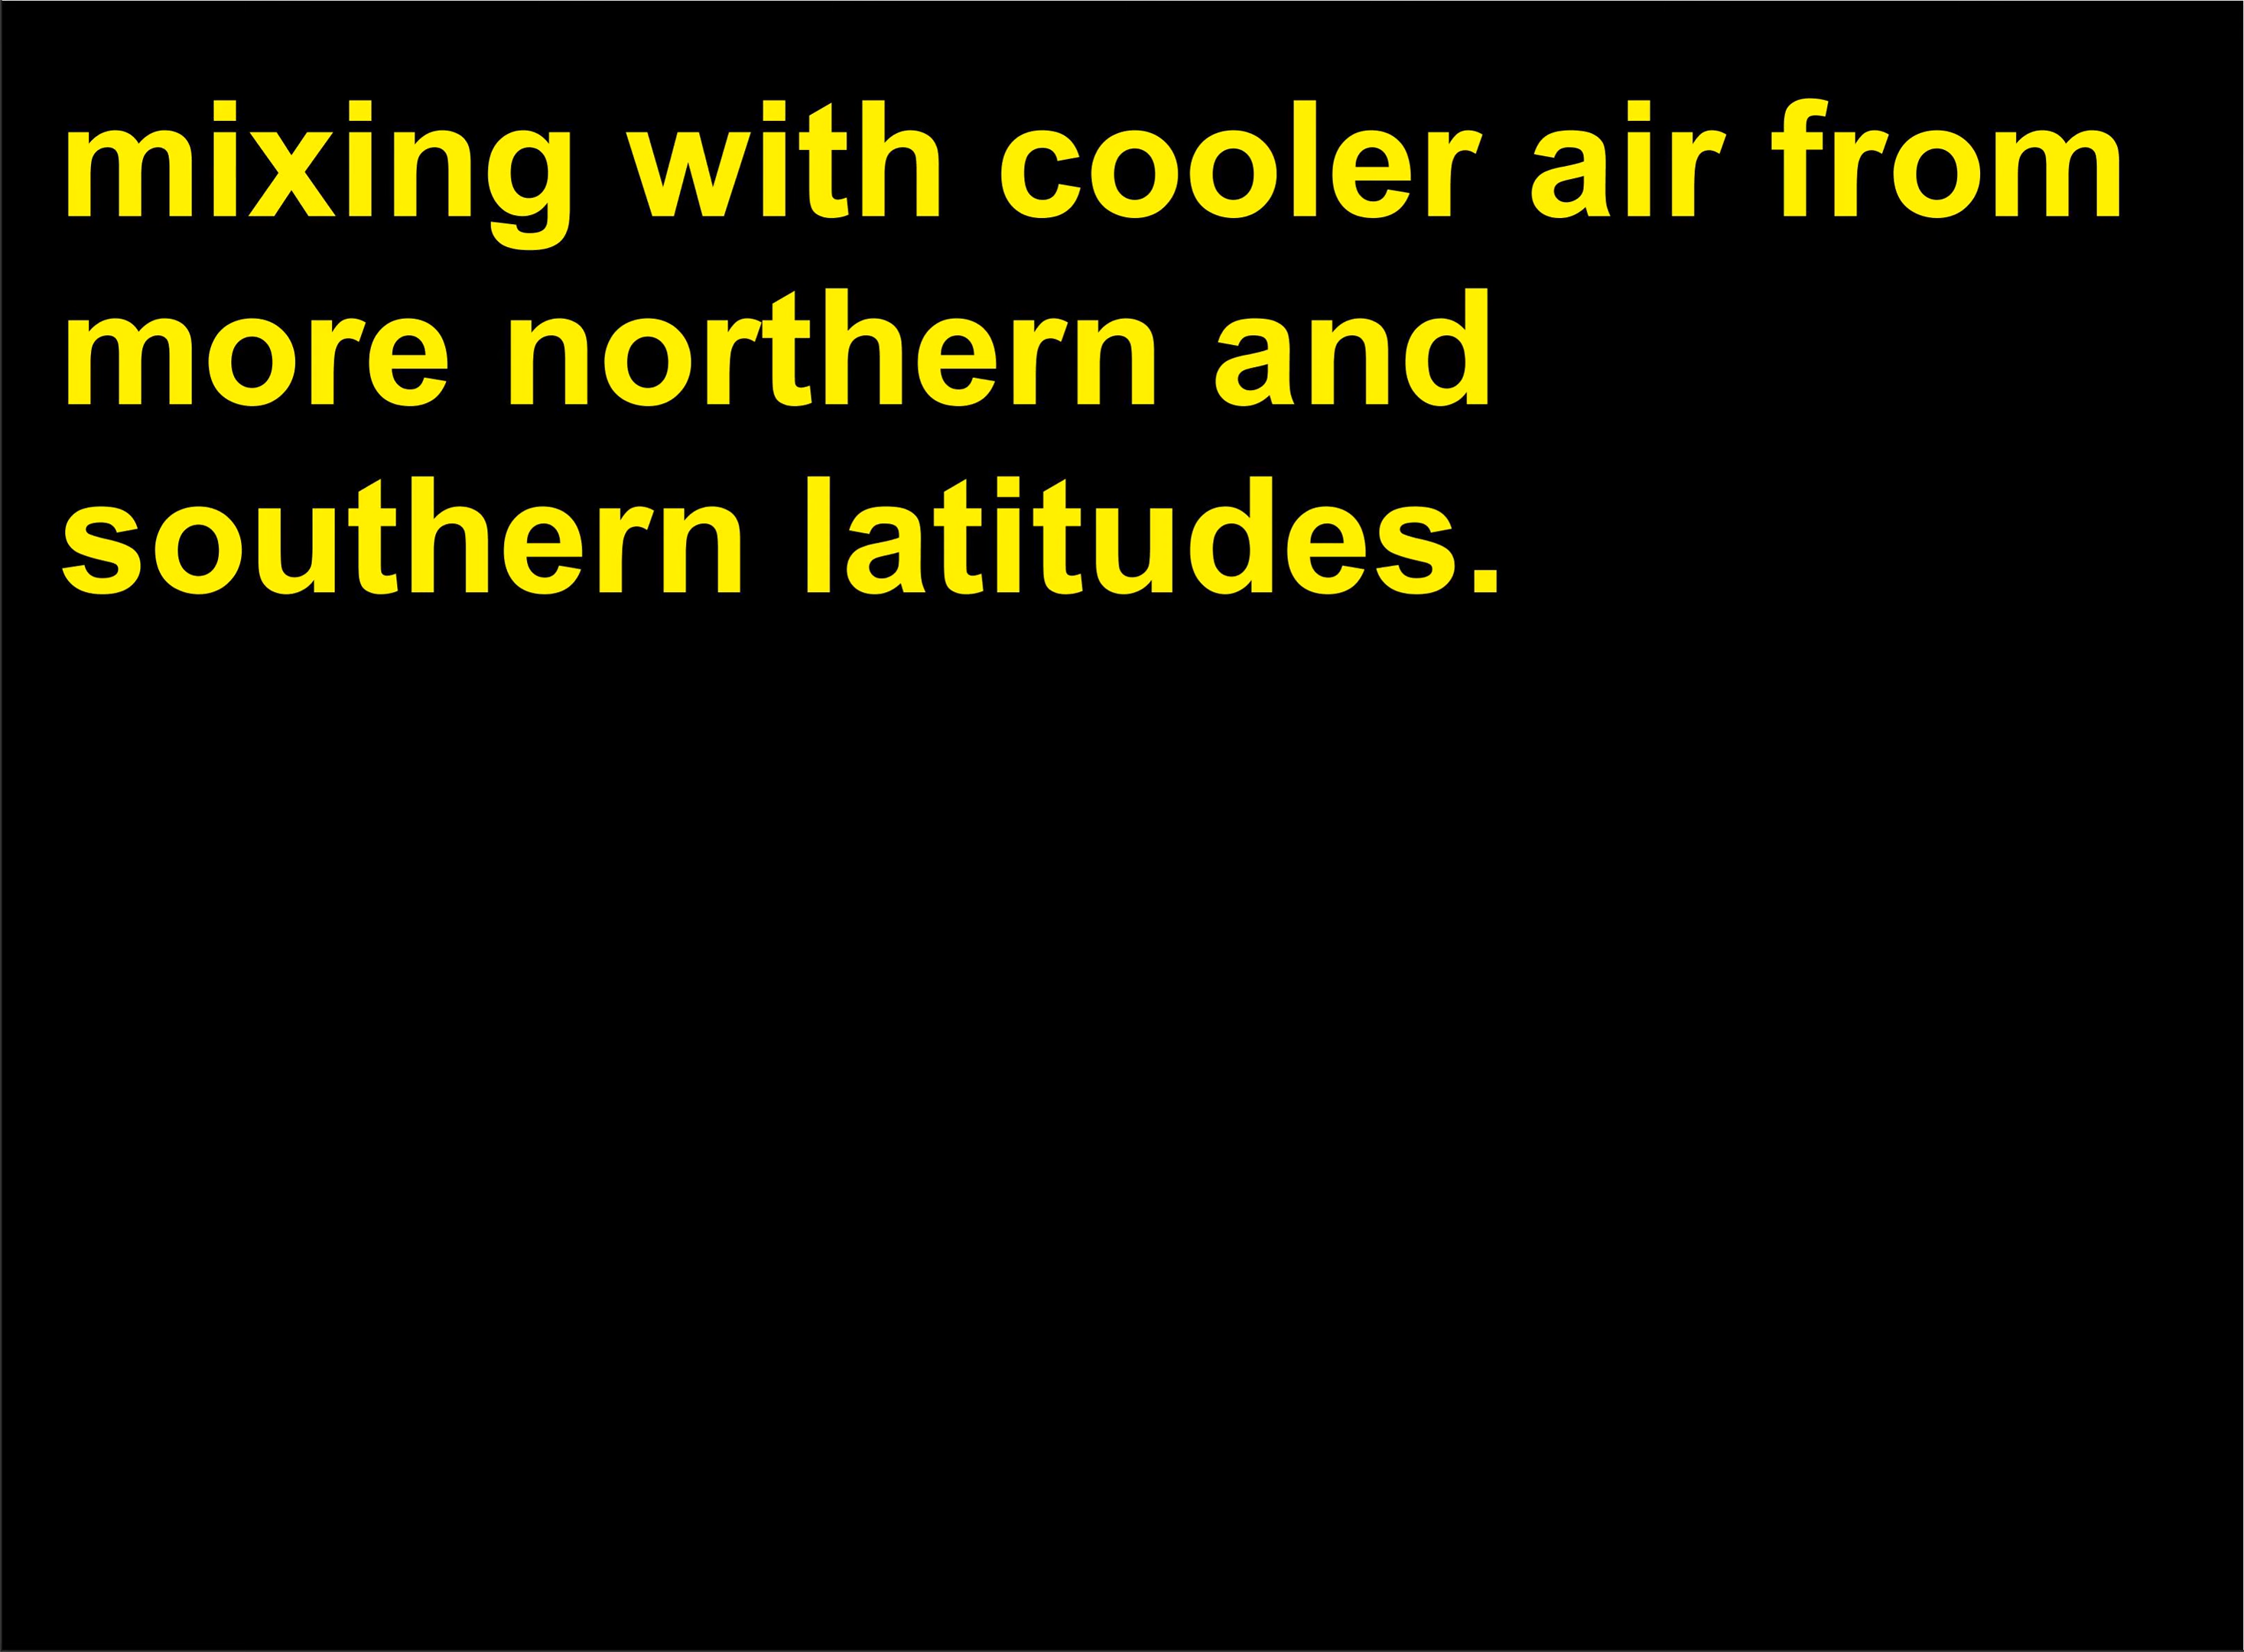 mixing with cooler air from
more northern and
southern latitudes.